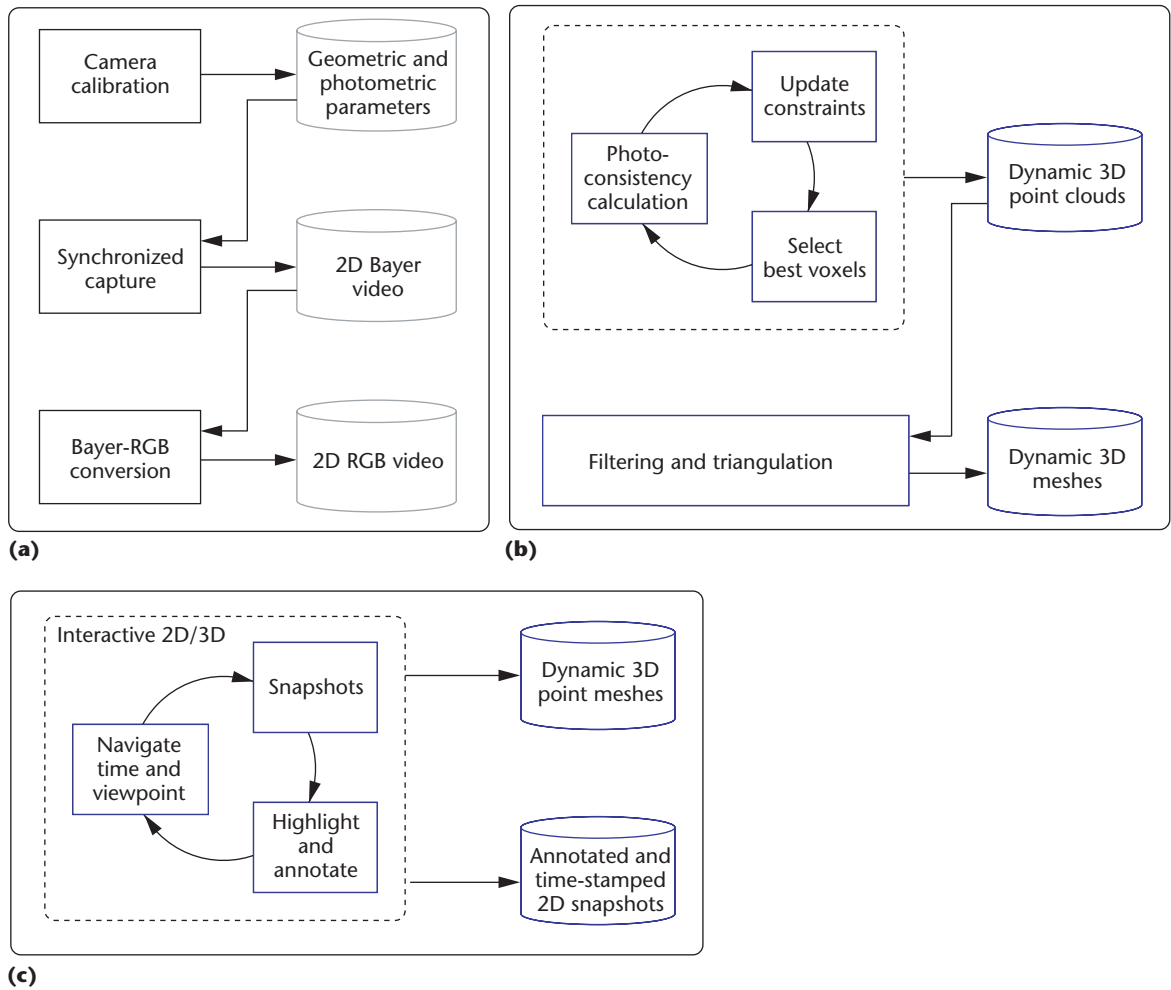 Camera
calibration
Geometric and
photometric
parameters
Synchronized
capture
2D Bayer
video
Bayer-RGB
conversion
2D RGB video
(a)
Update
constraints
Photo-
consistency
calculation
Select
best voxels
Dynamic 3D
point clouds
Filtering and triangulation
Dynamic 3D
meshes
(b)
Interactive 2D/3D
Snapshots
Navigate
time and
viewpoint
Highlight
and
annotate
Dynamic 3D
point meshes
Annotated and
time-stamped
2D snapshots
(c)